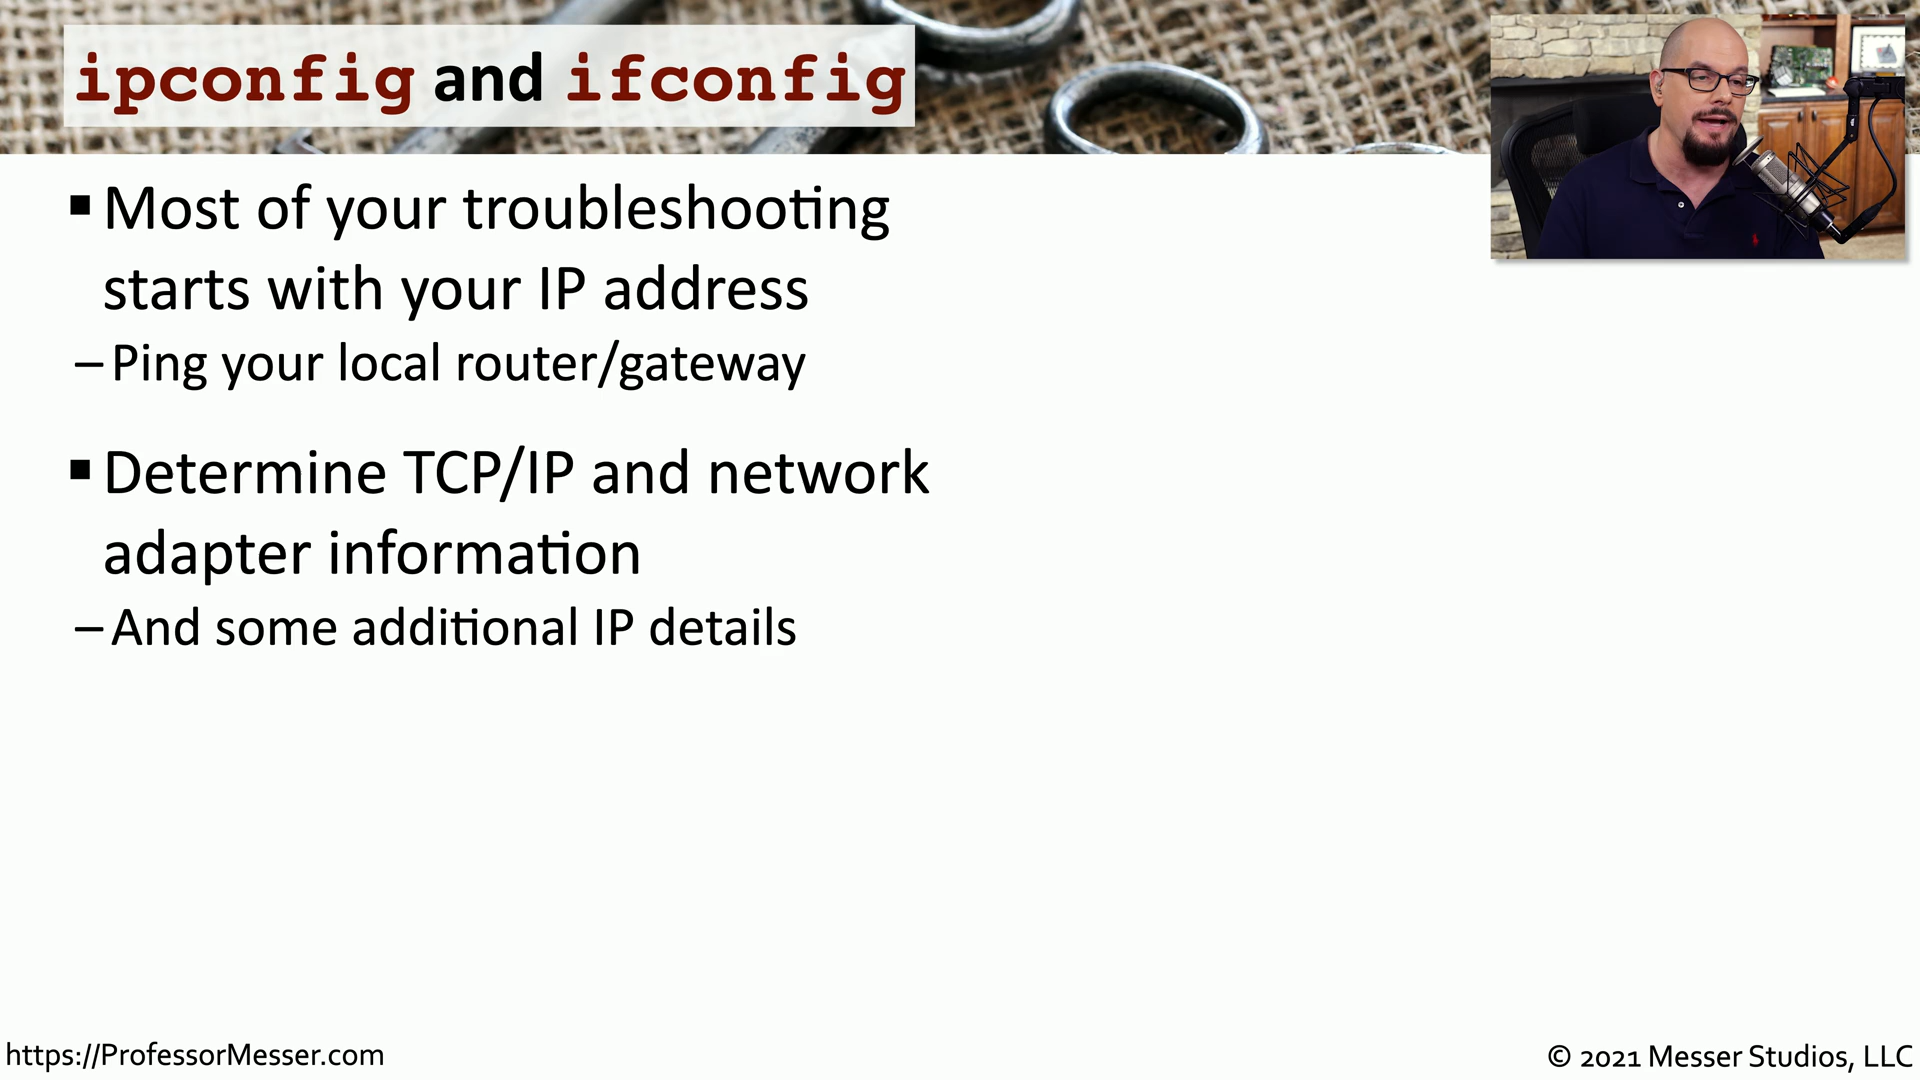 ipconfig and ifconfig
▪ Most of your troubleshooting
starts with your IP address
– Ping your local router/gateway
▪ Determine TCP/IP and network
adapter information
– And some additional IP details
https://ProfessorMesser.com
© 2021 Messer Studios, LLC